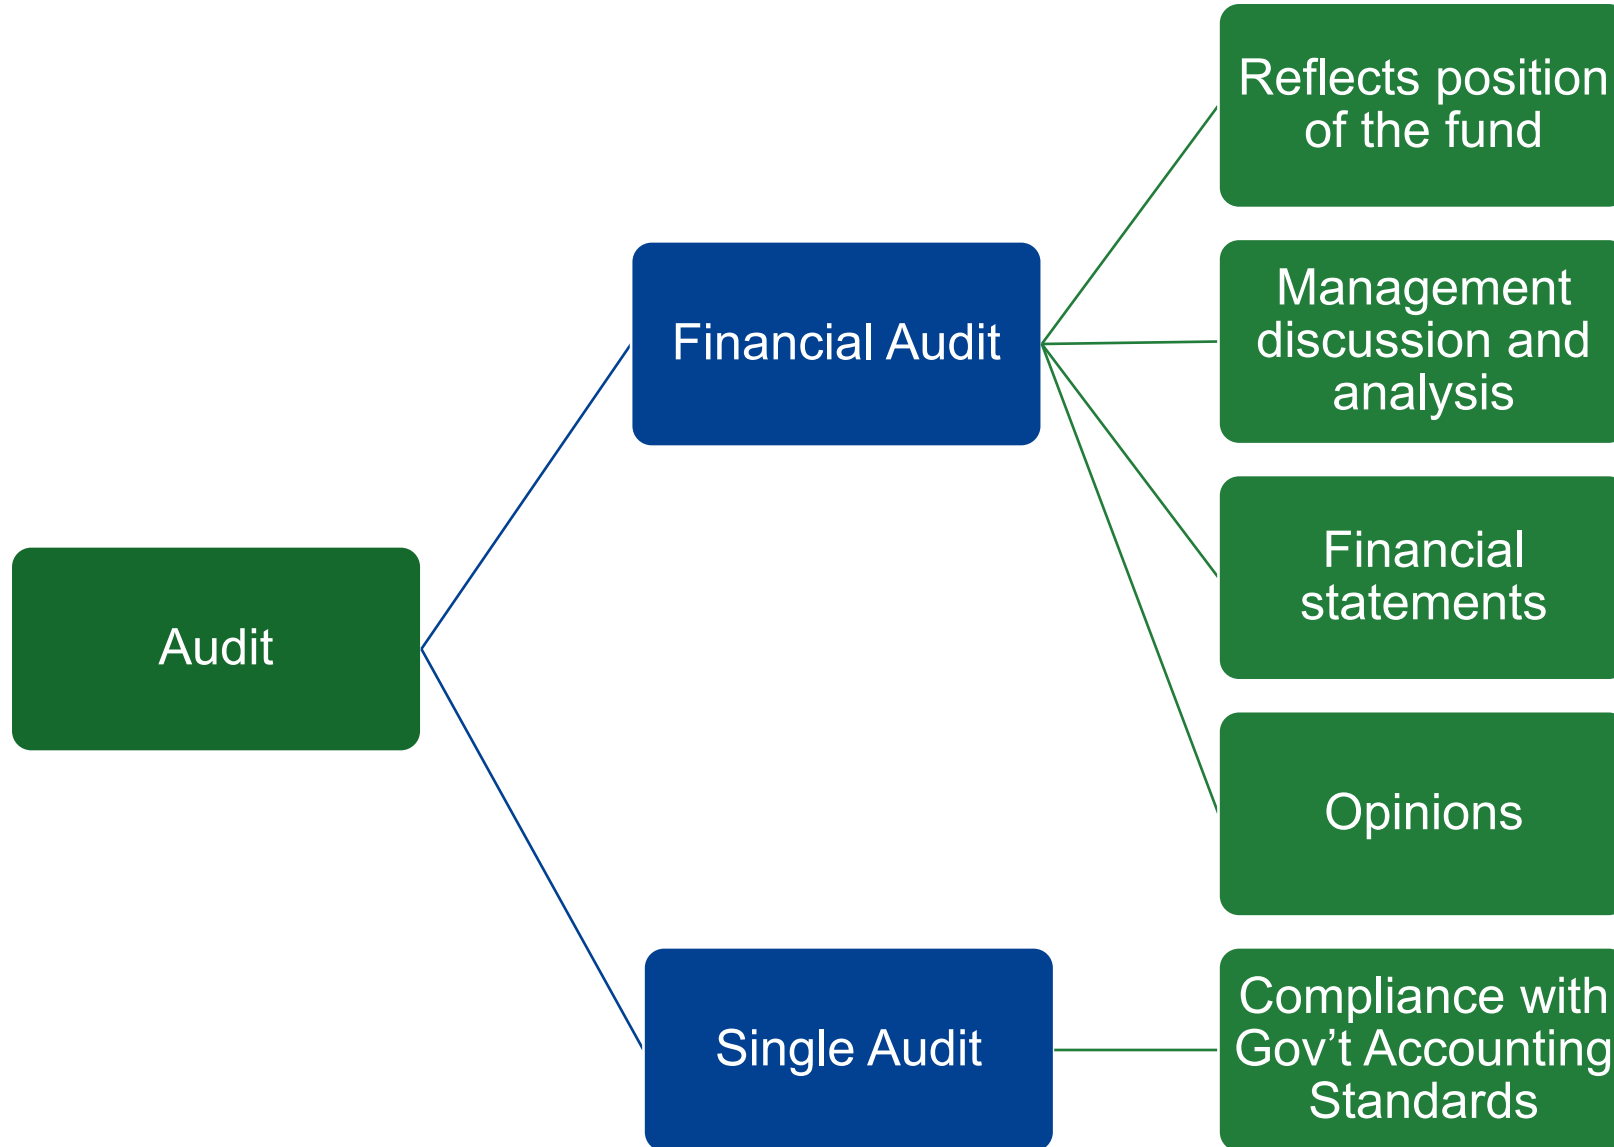 Audit
Financial Audit
Reflects position
of the fund
Management
discussion and
analysis
Financial
statements
Opinions
Single Audit
Compliance with
Gov’t Accounting
Standards